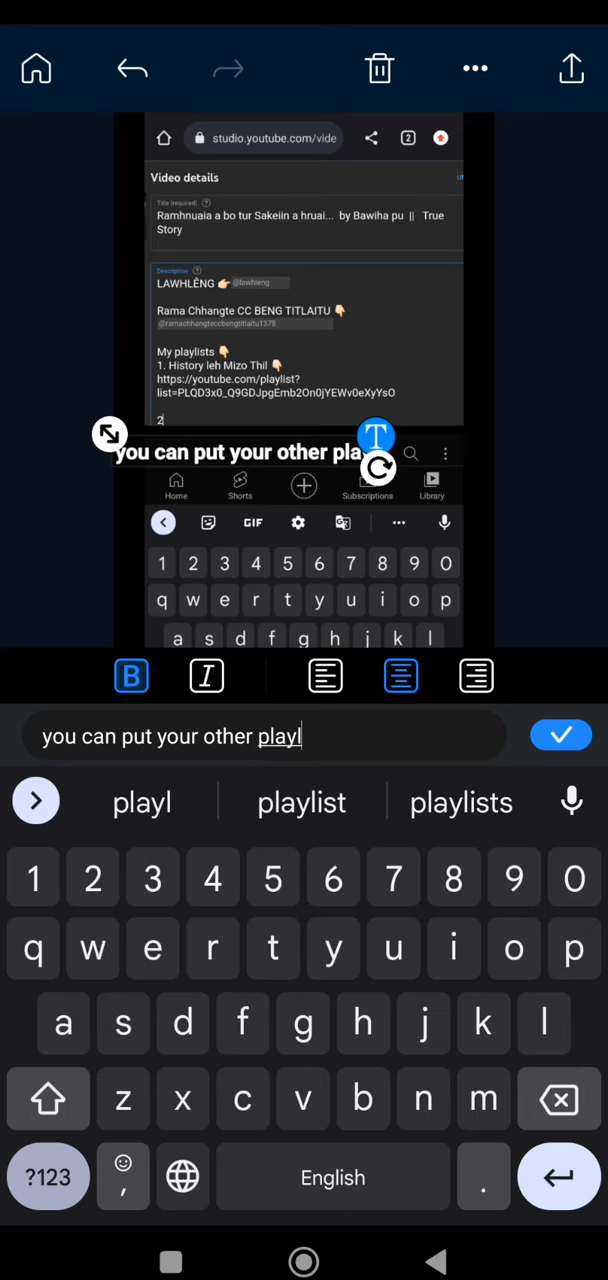 studio.youtube.com/vide
2
Video details
UN
Title (required)
Ramhnuaia a bo tur Sakeiin a hruai... by Bawiha pu || True
Story
Description
LAWHLÊNG 👉🏻 @lawhleng
Rama Chhangte CC BENG TITLAITU 👇🏻
@ramachhangteccbengtitlaitu1378
My playlists 👇🏻
1. History leh Mizo Thil 👇🏻
https://youtube.com/playlist?
list=PLQD3x0_Q9GDJpgEmb2On0jYEWv0eXyYsO
2
you can put your other pla
T
Home
Shorts
Subscriptions
Library
GIF
1 2 3 4 5 6 7 8 9 0
q w e r t y u i o p
a s d f g h j k l
B I
you can put your other playl
playl playlist playlists
1 2 3 4 5 6 7 8 9 0
q w e r t y u i o p
a s d f g h j k l
z x c v b n m
?123 , English .